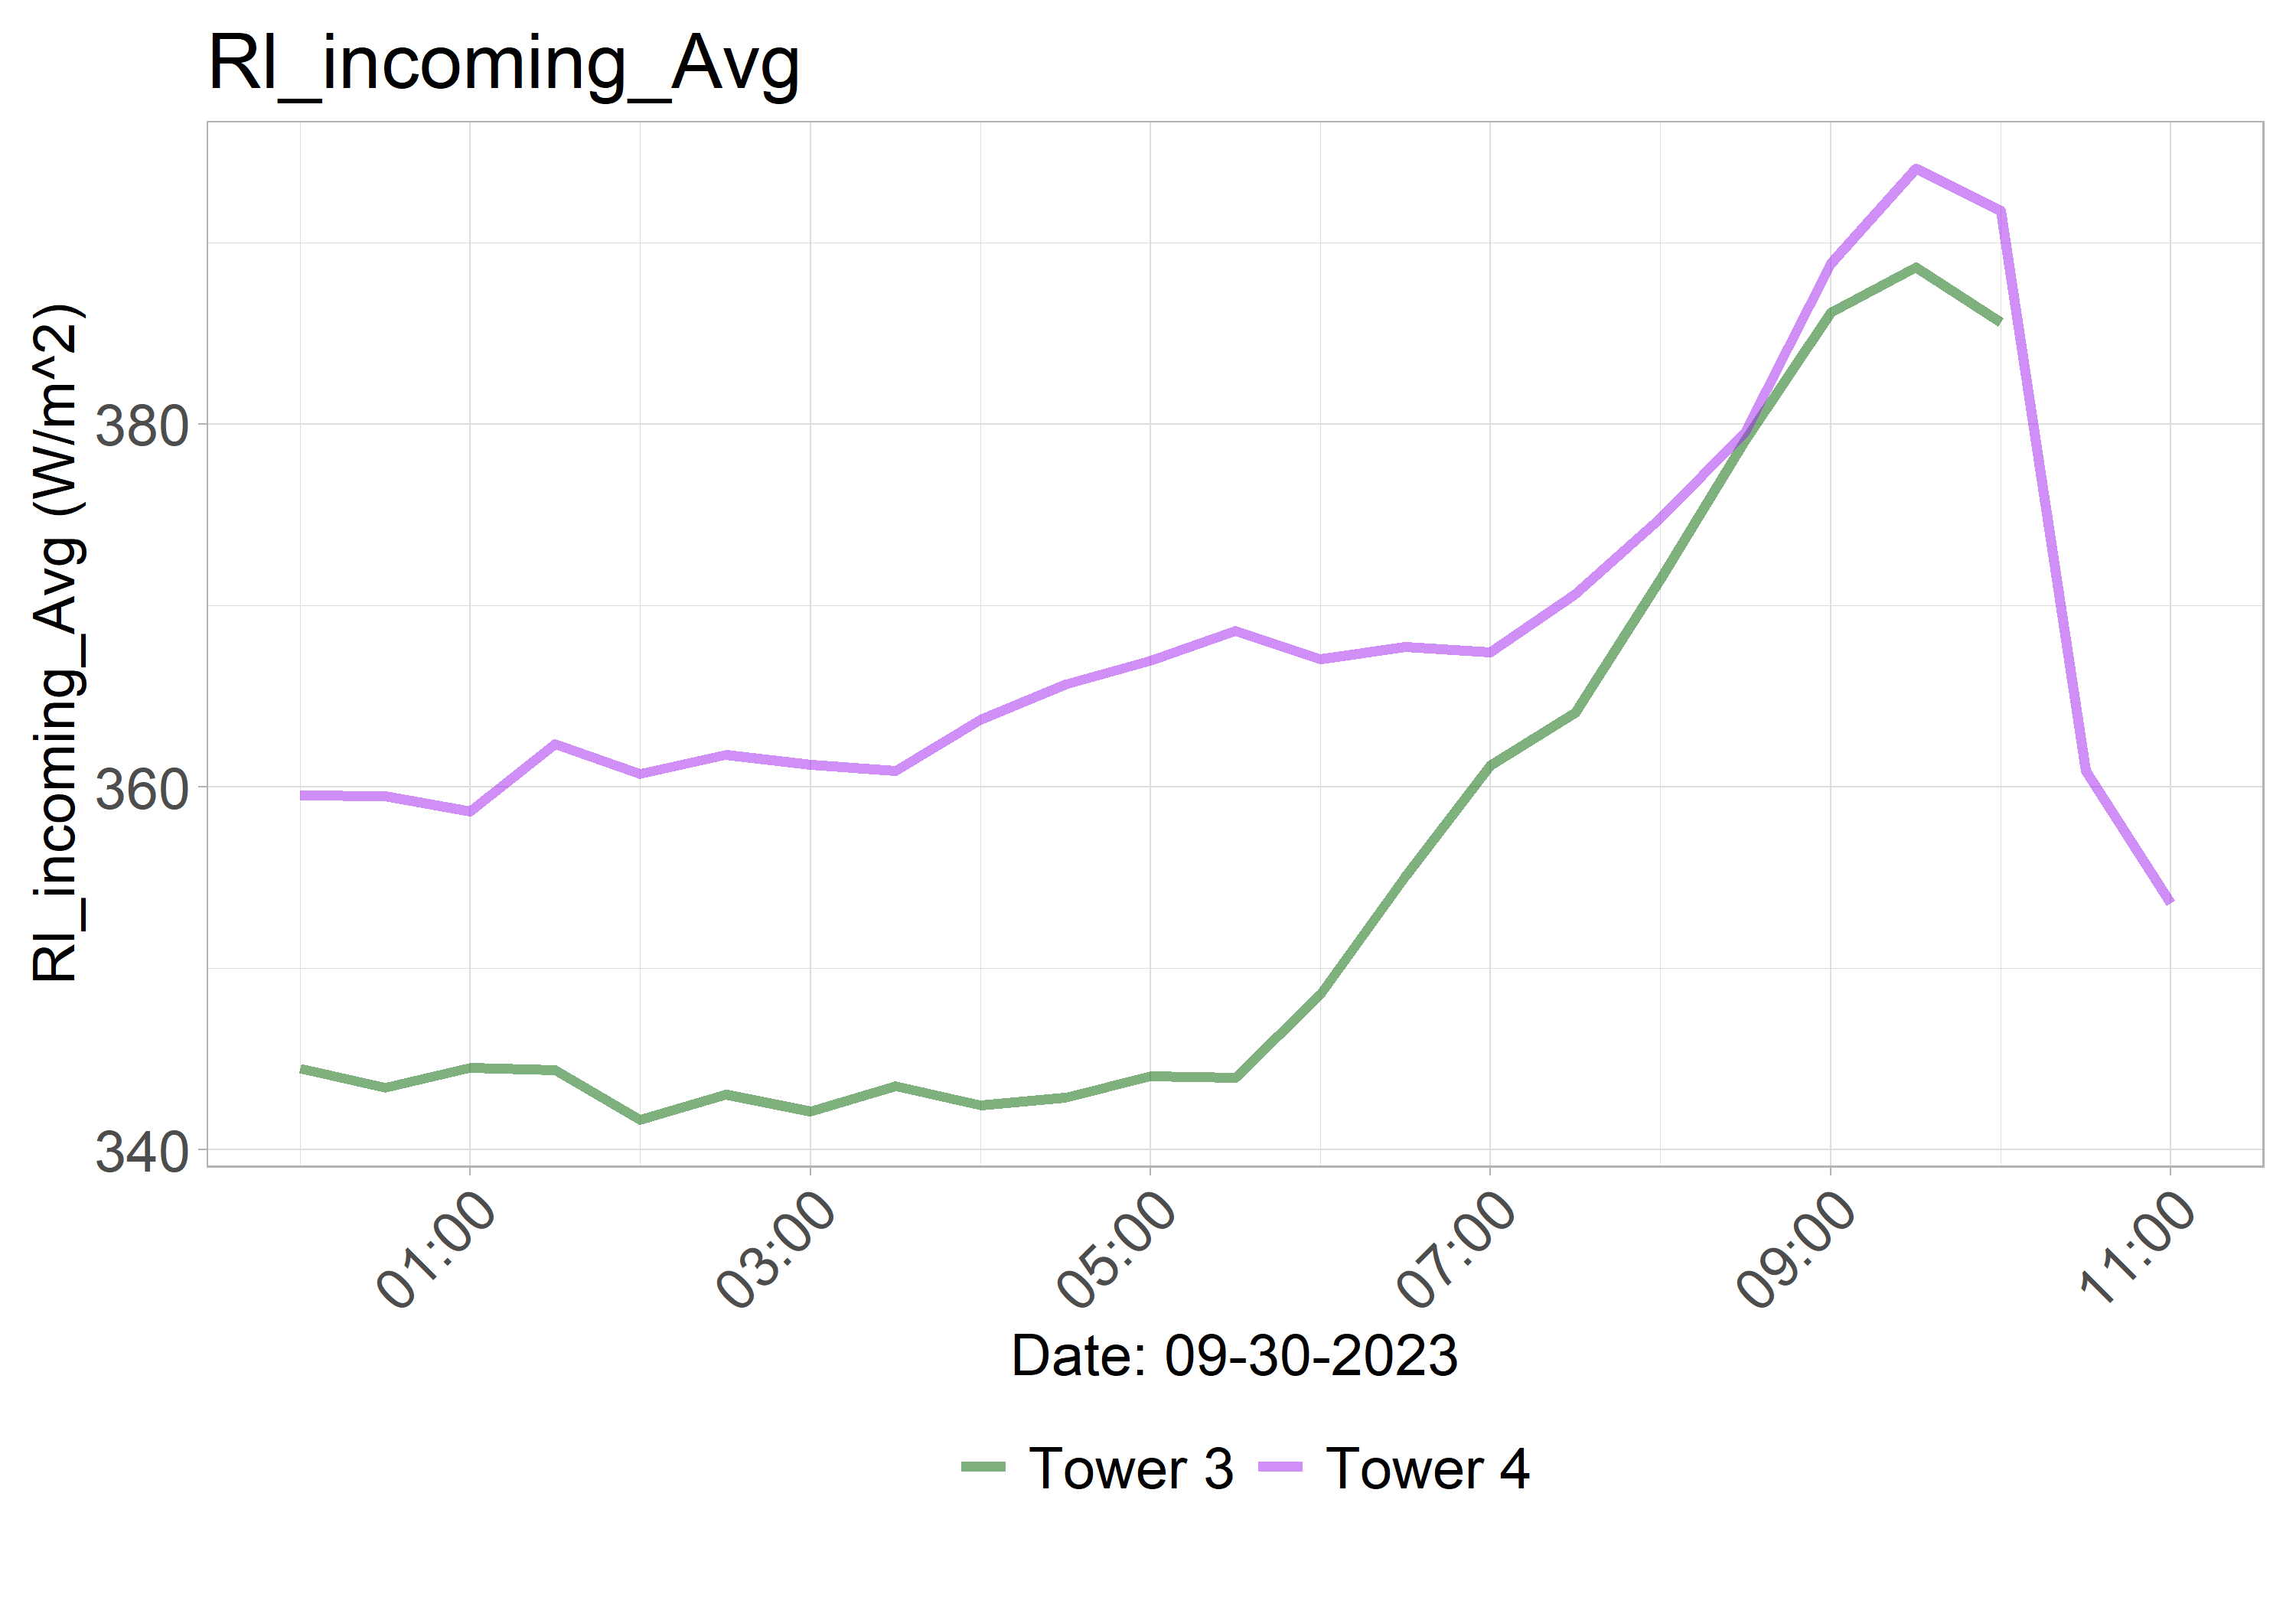 Rl_incoming_Avg
Rl_incoming_Avg (W/m^2)
380
360
340
01:00
03:00
05:00
07:00
09:00
11:00
Date: 09-30-2023
Tower 3
Tower 4